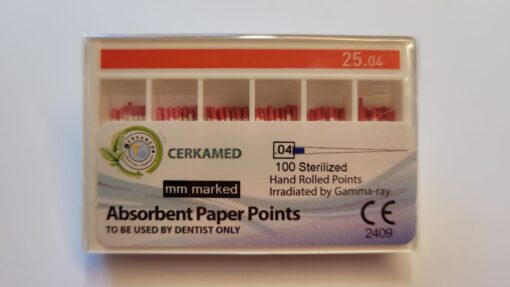 25.04
CERKAMED
.04
100 Sterilized
Hand Rolled Points
mm marked
Irradiated by Gamma-ray
Absorbent Paper Points
TO BE USED BY DENTIST ONLY
CE
2409